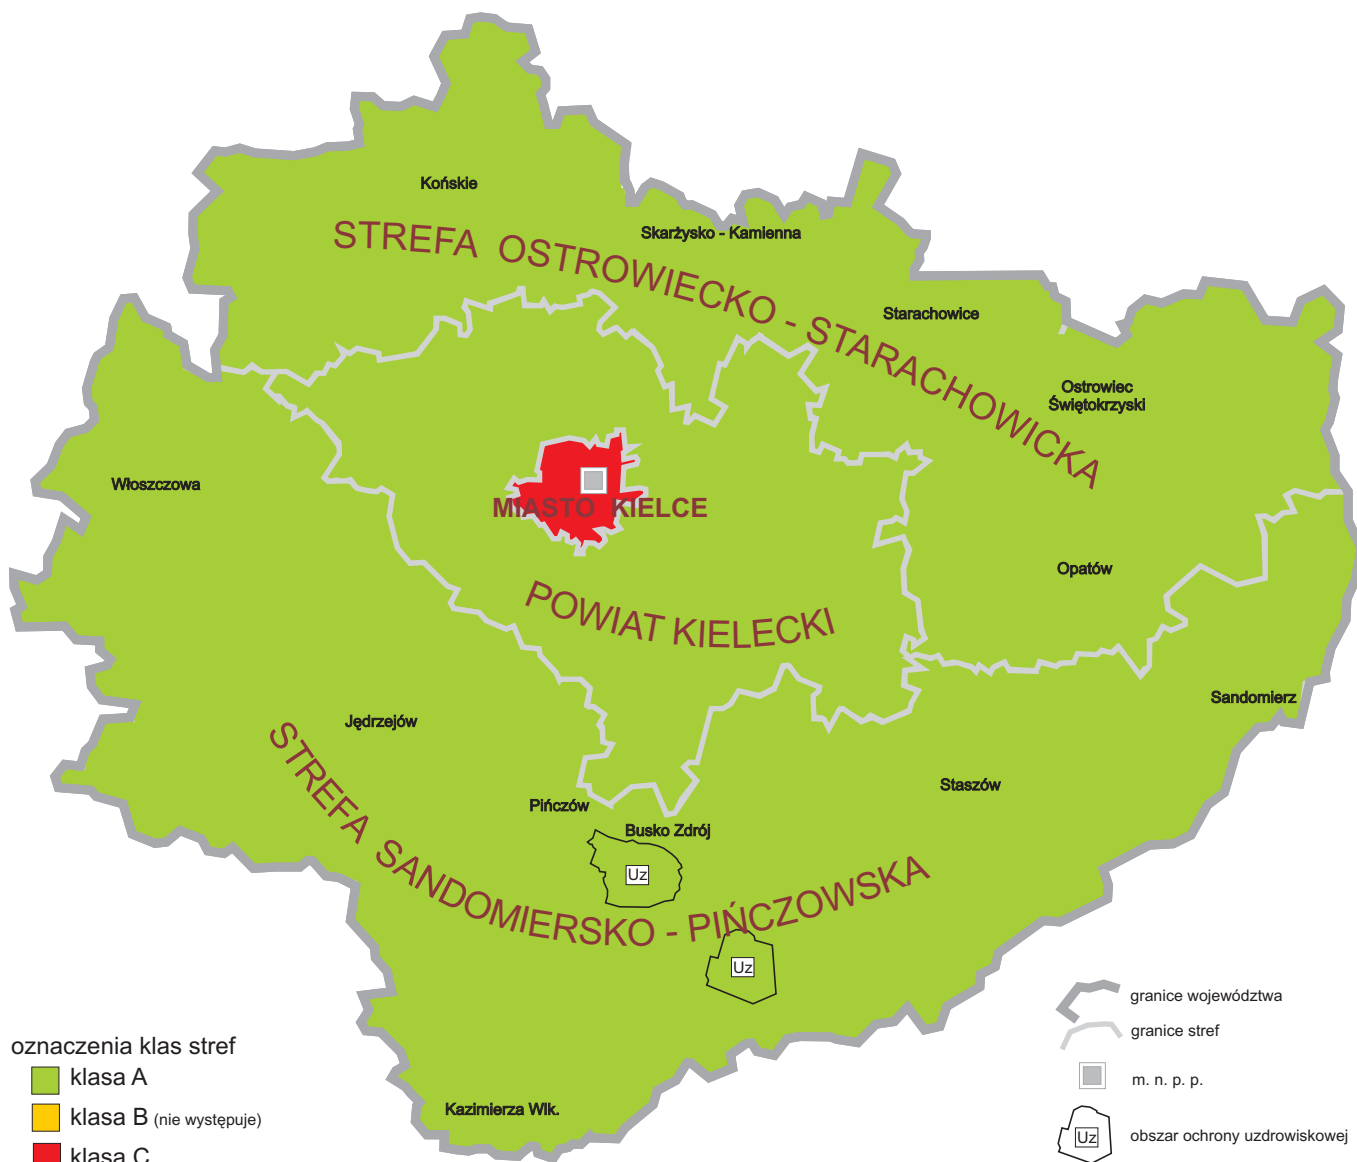 Końskie
Skarżysko - Kamienna
STREFA OSTROWIECKO - STARACHOWICKA
Starachowice
Ostrowiec
Świętokrzyski
Włoszczowa
MIASTO KIELCE
Opatów
POWIAT KIELECKI
Sandomierz
Jędrzejów
Staszów
Pińczów
Busko Zdrój
Uz
STREFA SANDOMIERSKO - PIŃCZOWSKA
Uz
granice województwa
granice stref
m. n. p. p.
Uz obszar ochrony uzdrowiskowej
oznaczenia klas stref
klasa A
klasa B (nie występuje)
klasa C
Kazimierza Wlk.